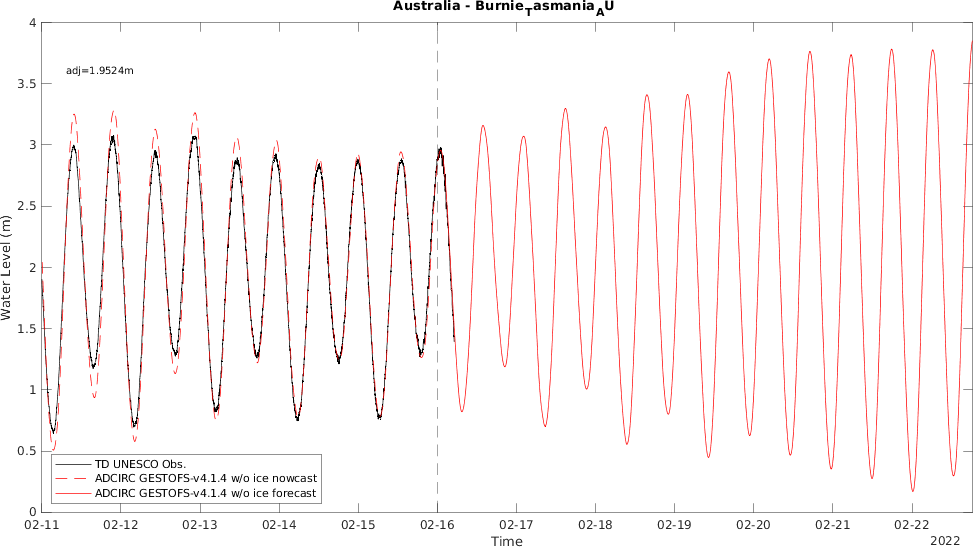 Australia - Burnie_Tasmania_AU
4
adj=1.9524m
3.5
3
2.5
2
1.5
1
0.5
0
Water Level (m)
TD UNESCO Obs.
ADCIRC GESTOFS-v4.1.4 w/o ice nowcast
ADCIRC GESTOFS-v4.1.4 w/o ice forecast
02-11 02-12 02-13 02-14 02-15 02-16 02-17 02-18 02-19 02-20 02-21 02-22
Time
2022